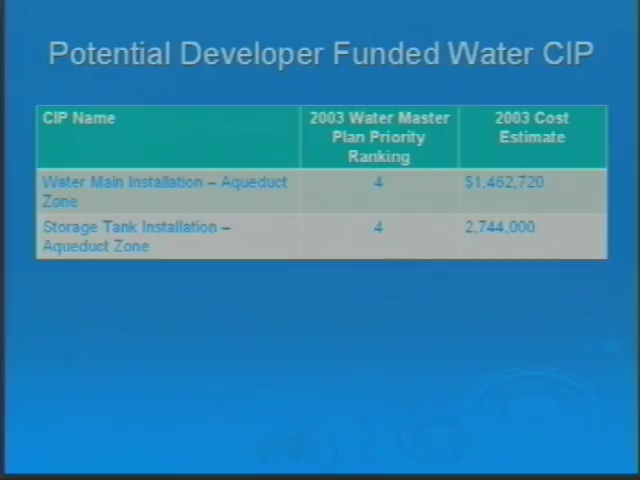 Potential Developer Funded Water CIP
CIP Name
2003 Water Master
Plan Priority
Ranking
2003 Cost
Estimate
Water Main Installation – Aqueduct
Zone
4
$1,462,720
Storage Tank Installation –
Aqueduct Zone
4
2,744,000